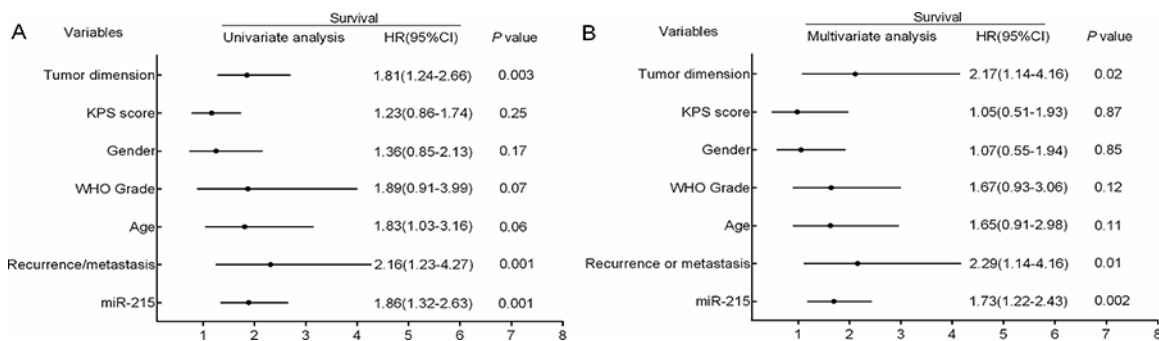 A
Variables
Survival
Univariate analysis HR(95%CI) P value
Tumor dimension 1.81(1.24-2.66) 0.003
KPS score 1.23(0.86-1.74) 0.25
Gender 1.36(0.85-2.13) 0.17
WHO Grade 1.89(0.91-3.99) 0.07
Age 1.83(1.03-3.16) 0.06
Recurrence/metastasis 2.16(1.23-4.27) 0.001
miR-215 1.86(1.32-2.63) 0.001
1 2 3 4 5 6 7 8
B
Variables
Survival
Multivariate analysis HR(95%CI) P value
Tumor dimension 2.17(1.14-4.16) 0.02
KPS score 1.05(0.51-1.93) 0.87
Gender 1.07(0.55-1.94) 0.85
WHO Grade 1.67(0.93-3.06) 0.12
Age 1.65(0.91-2.98) 0.11
Recurrence or metastasis 2.29(1.14-4.16) 0.01
miR-215 1.73(1.22-2.43) 0.002
1 2 3 4 5 6 7 8